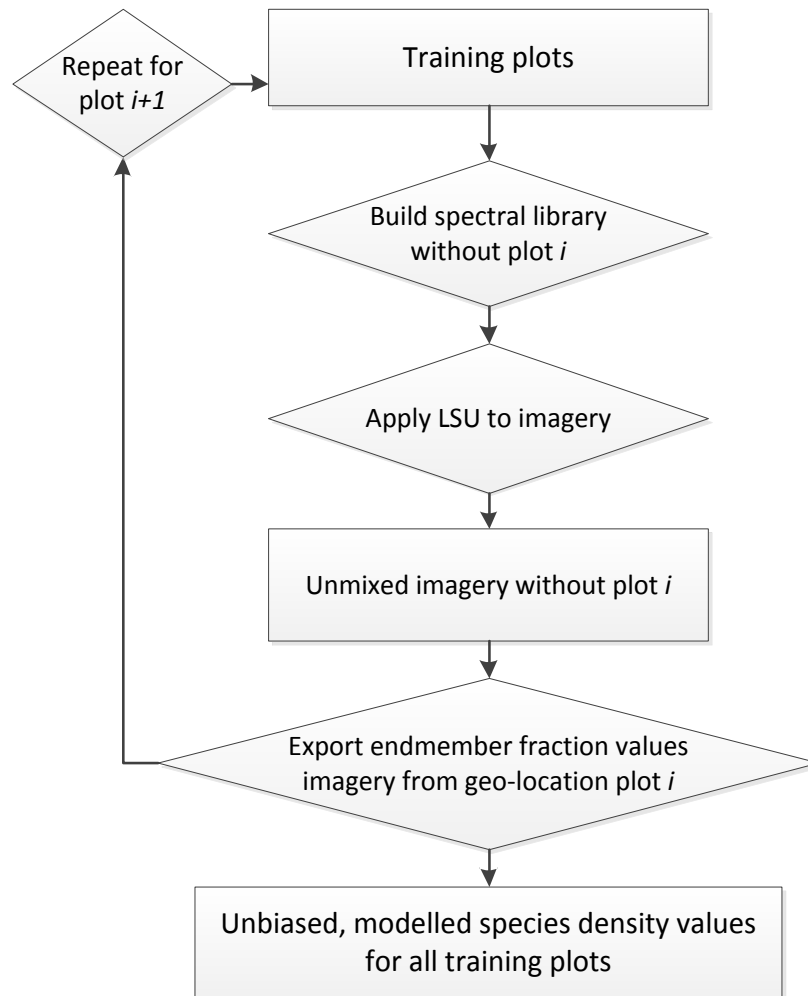 Repeat for
plot i+1
Training plots
Build spectral library
without plot i
Apply LSU to imagery
Unmixed imagery without plot i
Export endmember fraction values
imagery from geo-location plot i
Unbiased, modelled species density values
for all training plots